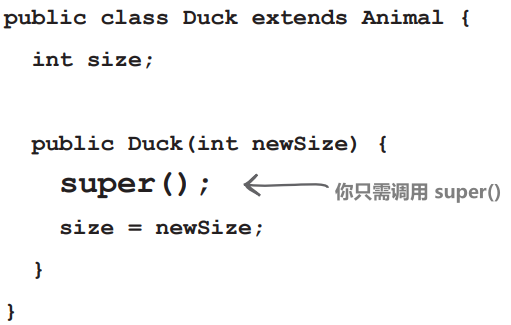 public class Duck extends Animal {
int size;
public Duck(int newSize) {
super();
你只需调用 super()
size = newSize;
}
}